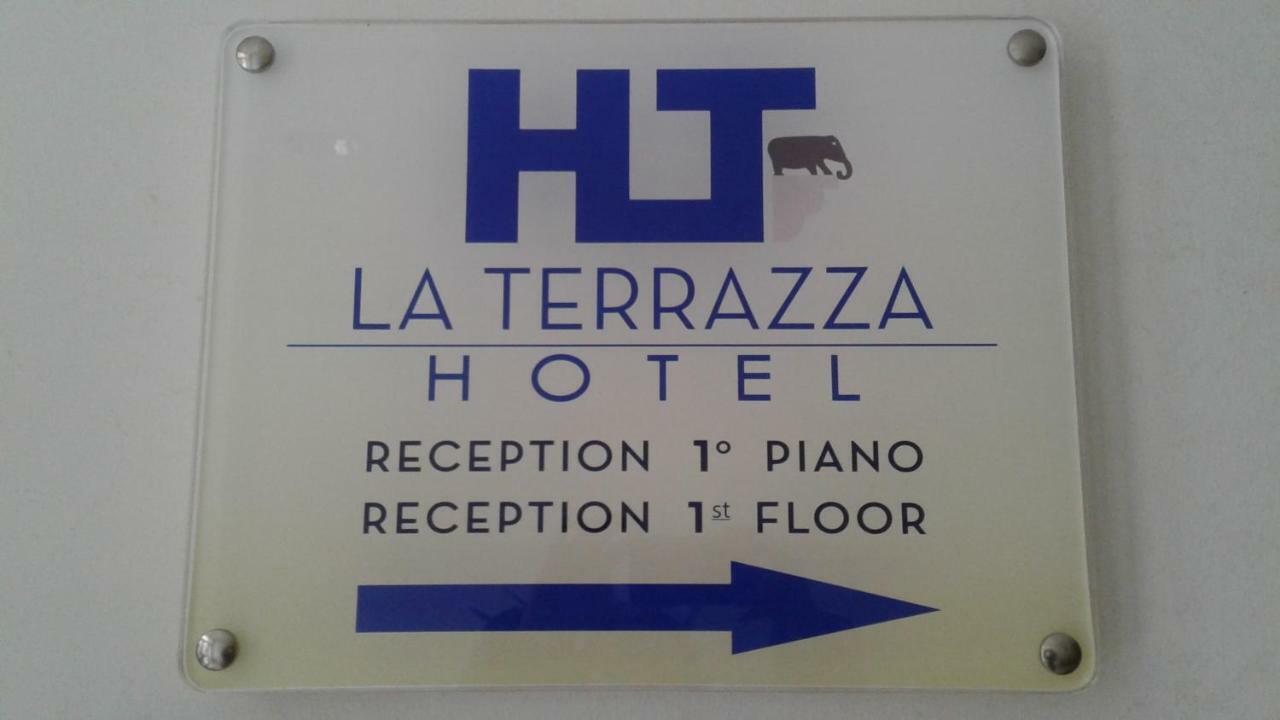 HLT
LA TERRAZZA
HOTEL
RECEPTION 1° PIANO
RECEPTION 1st FLOOR